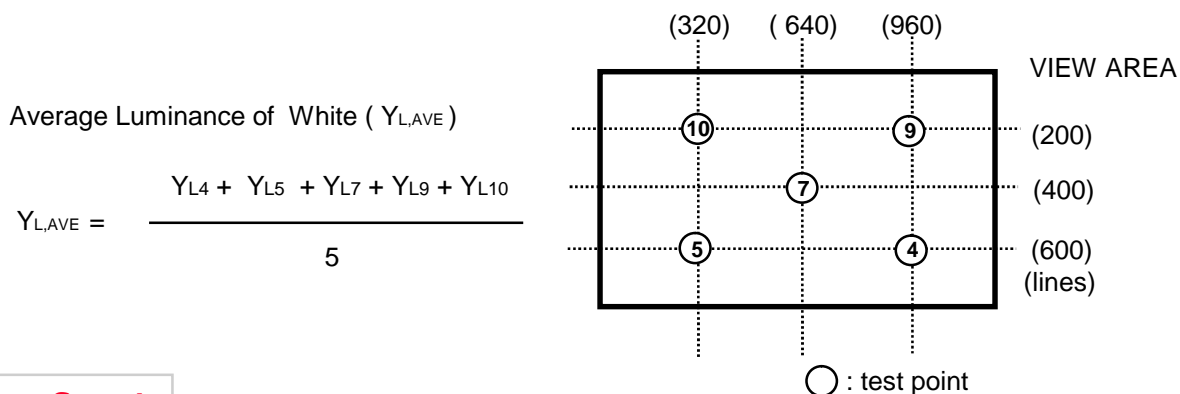 (320) ( 640) (960)
VIEW AREA
Average Luminance of White ( YL,AVE )
10 9 (200)
YL4 + YL5 + YL7 + YL9 + YL10
7 (400)
YL,AVE =
5
5 4 (600)
(lines)
: test point